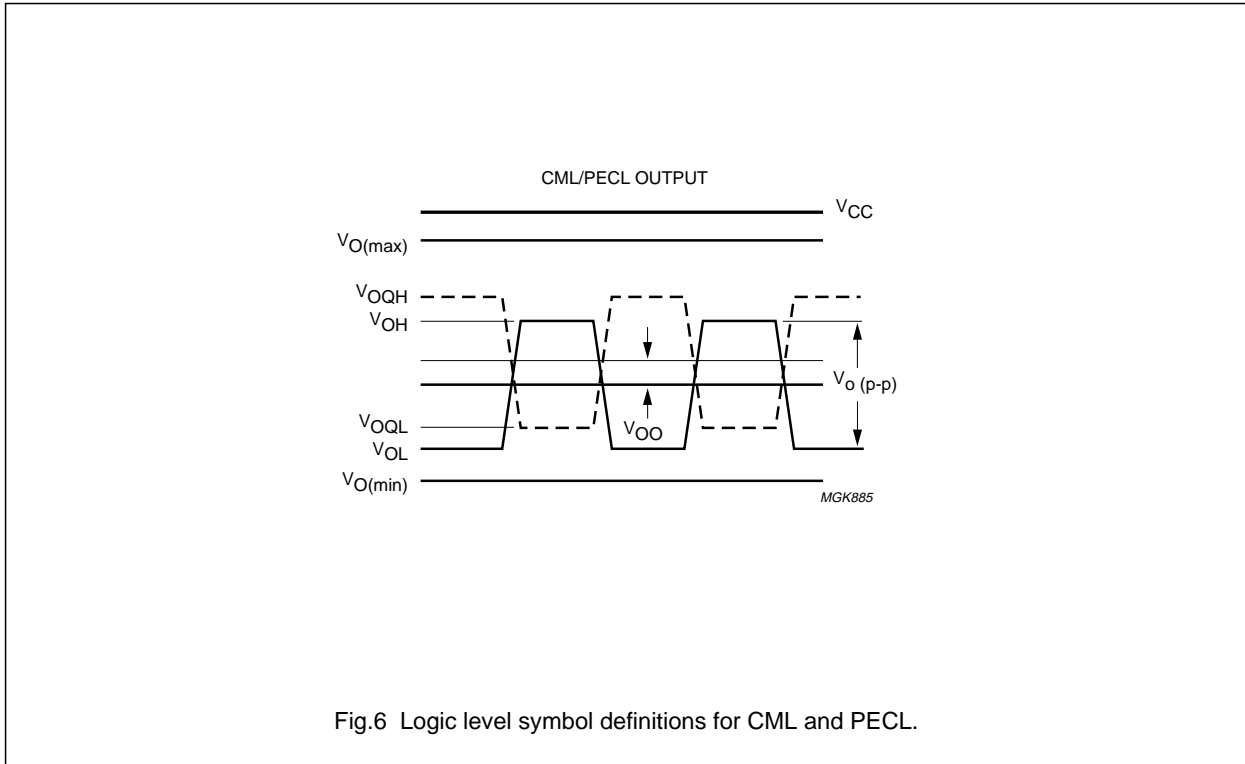 CML/PECL OUTPUT
VCC
VO(max)
VOQH
VOH
Vo (p-p)
VOQL
VOO
VOL
VO(min)
MGK885
Fig.6 Logic level symbol definitions for CML and PECL.